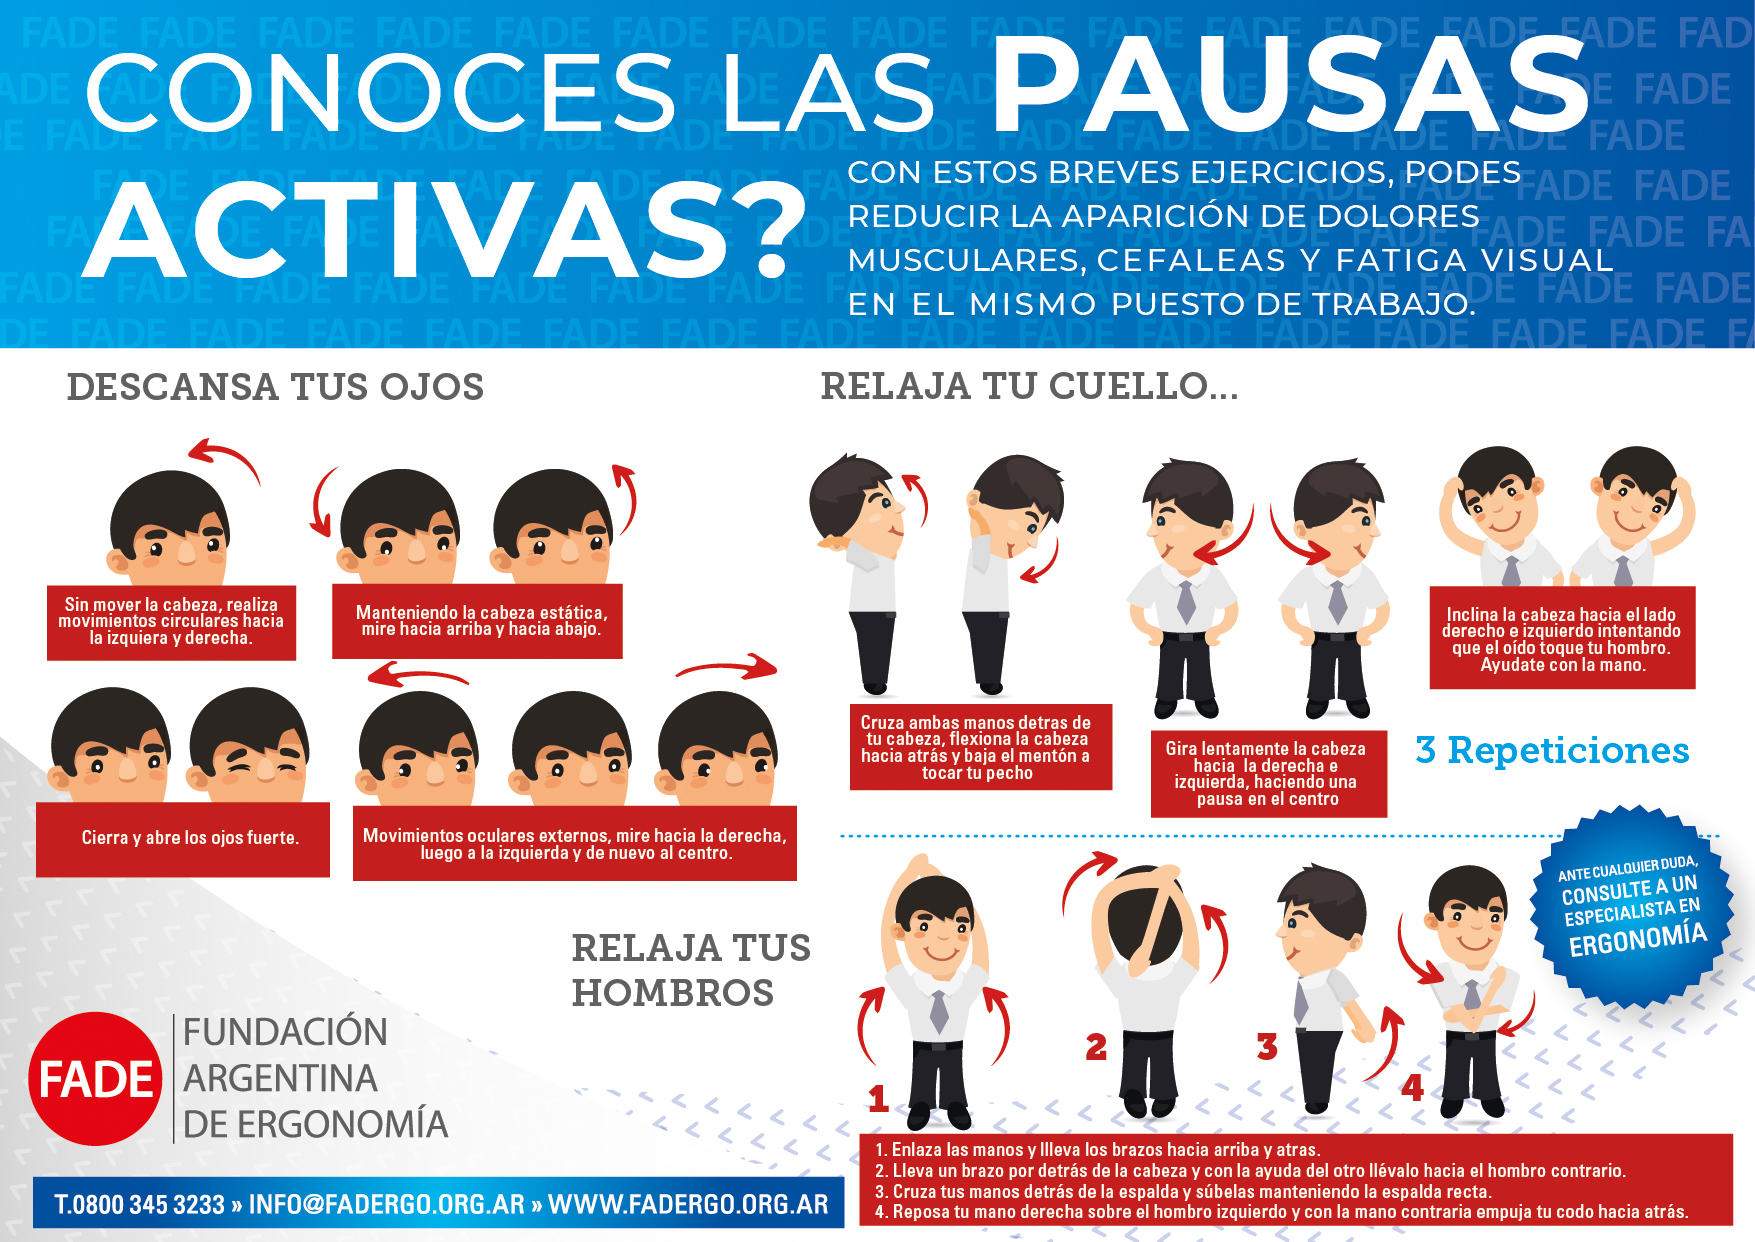 CONOCES LAS PAUSAS
ACTIVAS?
CON ESTOS BREVES EJERCICIOS, PODES
REDUCIR LA APARICIÓN DE DOLORES
MUSCULARES, CEFALEAS Y FATIGA VISUAL
EN EL MISMO PUESTO DE TRABAJO.
DESCANSA TUS OJOS
Sin mover la cabeza, realiza
movimientos circulares hacia
la izquiera y derecha.
Manteniendo la cabeza estática,
mire hacia arriba y hacia abajo.
Cierra y abre los ojos fuerte.
Movimientos oculares externos, mire hacia la derecha,
luego a la izquierda y de nuevo al centro.
RELAJA TU CUELLO...
Cruza ambas manos detras de
tu cabeza, flexiona la cabeza
hacia atrás y baja el mentón a
tocar tu pecho
Gira lentamente la cabeza
hacia la derecha e
izquierda, haciendo una
pausa en el centro
Inclina la cabeza hacia el lado
derecho e izquierdo intentando
que el oído toque tu hombro.
Ayudate con la mano.
3 Repeticiones
ANTE CUALQUIER DUDA,
CONSULTE A UN
ESPECIALISTA EN
ERGONOMÍA
RELAJA TUS
HOMBROS
1
2
3
4
1. Enlaza las manos y llleva los brazos hacia arriba y atras.
2. Lleva un brazo por detrás de la cabeza y con la ayuda del otro llévalo hacia el hombro contrario.
3. Cruza tus manos detrás de la espalda y súbelas manteniendo la espalda recta.
4. Reposa tu mano derecha sobre el hombro izquierdo y con la mano contraria empuja tu codo hacia atrás.
FADE
FUNDACIÓN
ARGENTINA
DE ERGONOMÍA
T.0800 345 3233 » INFO@FADERGO.ORG.AR » WWW.FADERGO.ORG.AR